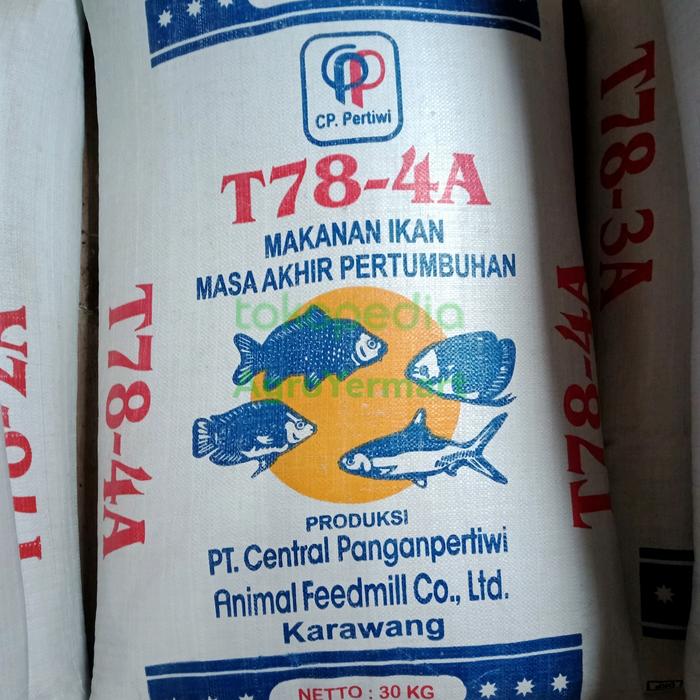 CP. Pertiwi
T78-4A
MAKANAN IKAN
MASA AKHIR PERTUMBUHAN
tokopedia
AgroYermart
PRODUKSI
PT. Central Panganpertiwi
Animal Feedmill Co., Ltd.
Karawang
NETTO : 30 KG
T78-4A
T78-4A
T78-3A